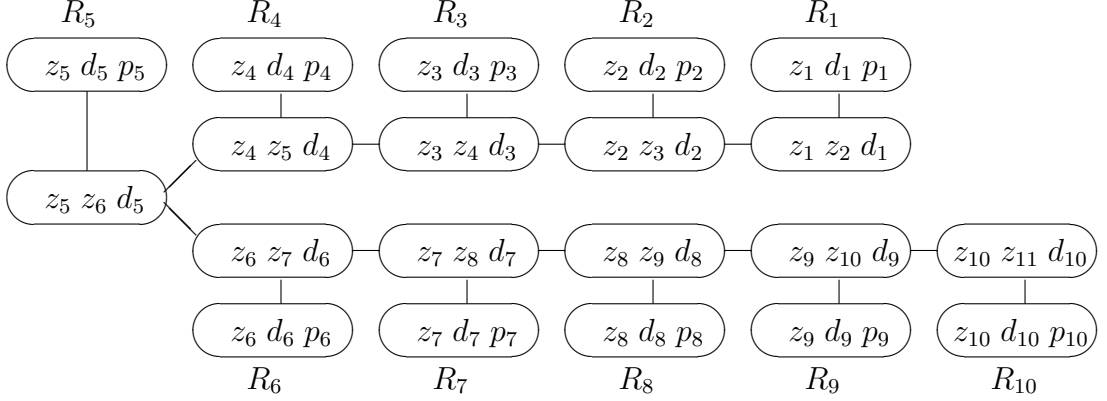 R₅ R₄ R₃ R₂ R₁
z₅ d₅ p₅ z₄ d₄ p₄ z₃ d₃ p₃ z₂ d₂ p₂ z₁ d₁ p₁
z₄ z₅ d₄ z₃ z₄ d₃ z₂ z₃ d₂ z₁ z₂ d₁
z₅ z₆ d₅
z₆ z₇ d₆ z₇ z₈ d₇ z₈ z₉ d₈ z₉ z₁₀ d₉ z₁₀ z₁₁ d₁₀
z₆ d₆ p₆ z₇ d₇ p₇ z₈ d₈ p₈ z₉ d₉ p₉ z₁₀ d₁₀ p₁₀
R₆ R₇ R₈ R₉ R₁₀